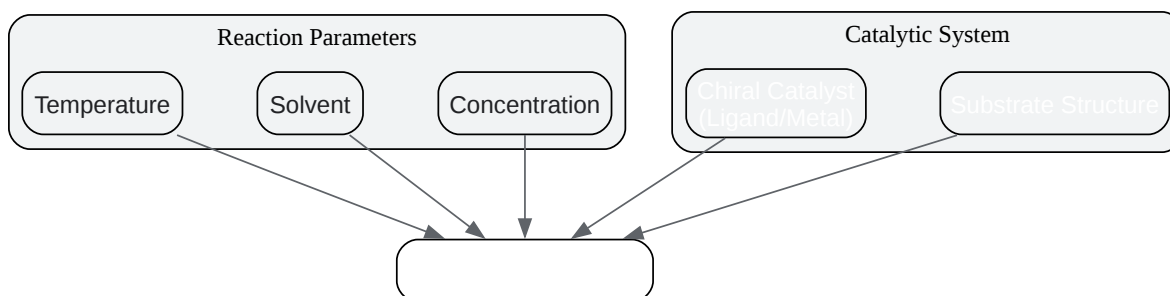 Reaction Parameters
Catalytic System
Temperature
Solvent
Concentration
Chiral Catalyst
(Ligand/Metal)
Substrate Structure